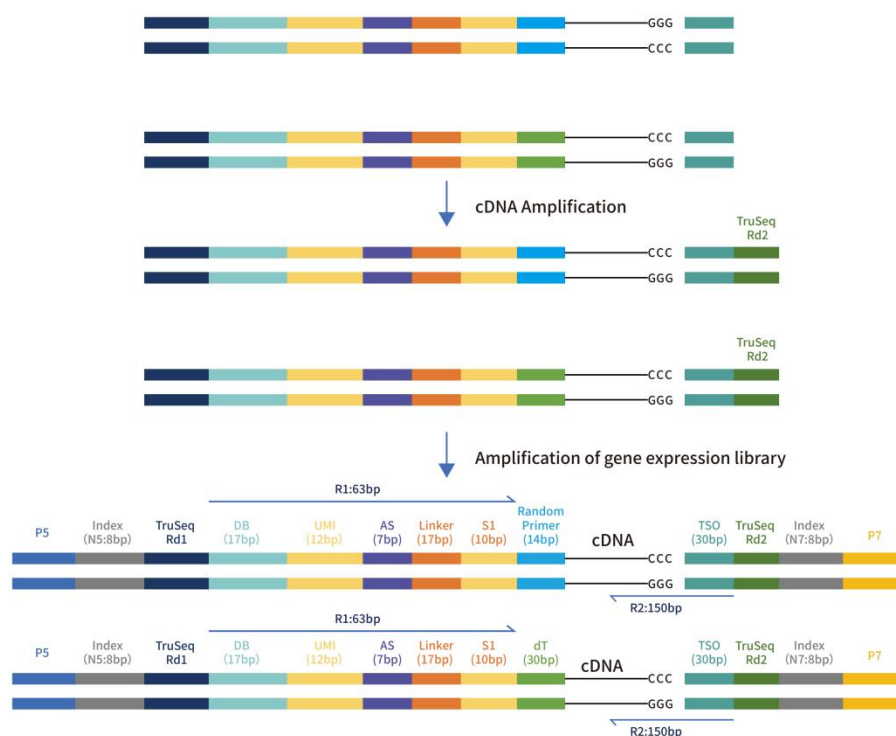 GGG
CCC
CCC
GGG
cDNA Amplification
TruSeq
Rd2
CCC
GGG
TruSeq
Rd2
CCC
GGG
Amplification of gene expression library
R1:63bp
P5
Index
(N5:8bp)
TruSeq
Rd1
DB
(17bp)
UMI
(12bp)
AS
(7bp)
Linker
(17bp)
S1
(10bp)
Random
Primer
(14bp)
cDNA
TSO
(30bp)
TruSeq
Rd2
Index
(N7:8bp)
P7
CCC
GGG
R2:150bp
R1:63bp
P5
Index
(N5:8bp)
TruSeq
Rd1
DB
(17bp)
UMI
(12bp)
AS
(7bp)
Linker
(17bp)
S1
(10bp)
dT
(30bp)
cDNA
TSO
(30bp)
TruSeq
Rd2
Index
(N7:8bp)
P7
CCC
GGG
R2:150bp